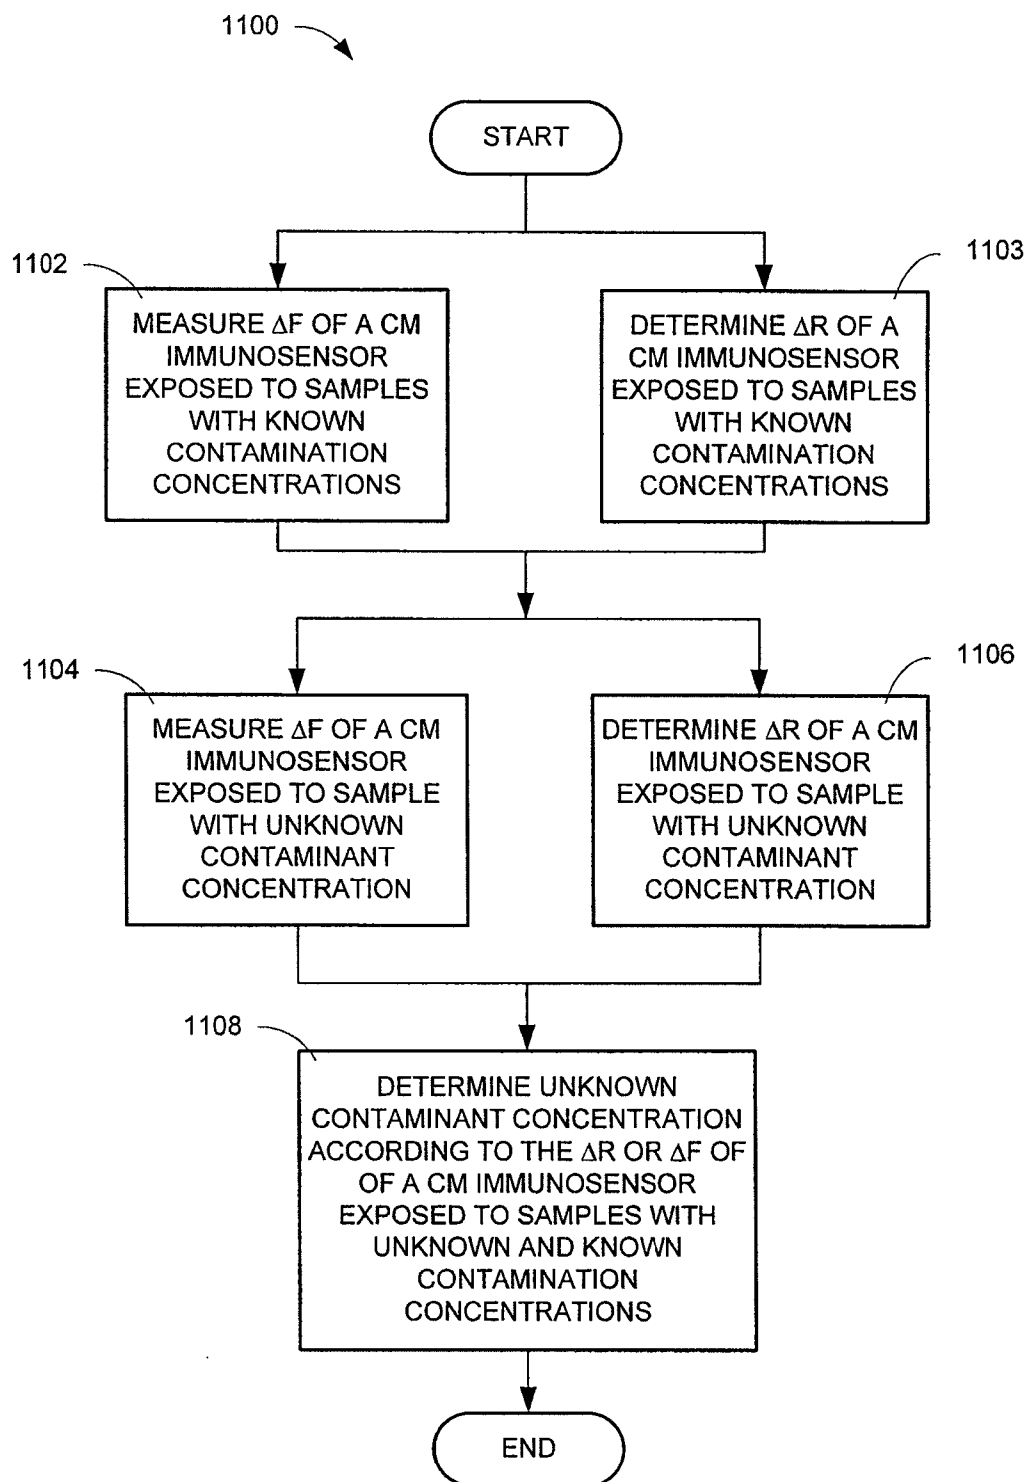 1100
START
1102
1103
MEASURE ΔF OF A CM
IMMUNOSENSOR
EXPOSED TO SAMPLES
WITH KNOWN
CONTAMINATION
CONCENTRATIONS
DETERMINE ΔR OF A
CM IMMUNOSENSOR
EXPOSED TO SAMPLES
WITH KNOWN
CONTAMINATION
CONCENTRATIONS
1104
1106
MEASURE ΔF OF A CM
IMMUNOSENSOR
EXPOSED TO SAMPLE
WITH UNKNOWN
CONTAMINANT
CONCENTRATION
DETERMINE ΔR OF A CM
IMMUNOSENSOR
EXPOSED TO SAMPLE
WITH UNKNOWN
CONTAMINANT
CONCENTRATION
1108
DETERMINE UNKNOWN
CONTAMINANT CONCENTRATION
ACCORDING TO THE ΔR OR ΔF OF
OF A CM IMMUNOSENSOR
EXPOSED TO SAMPLES WITH
UNKNOWN AND KNOWN
CONTAMINATION
CONCENTRATIONS
END